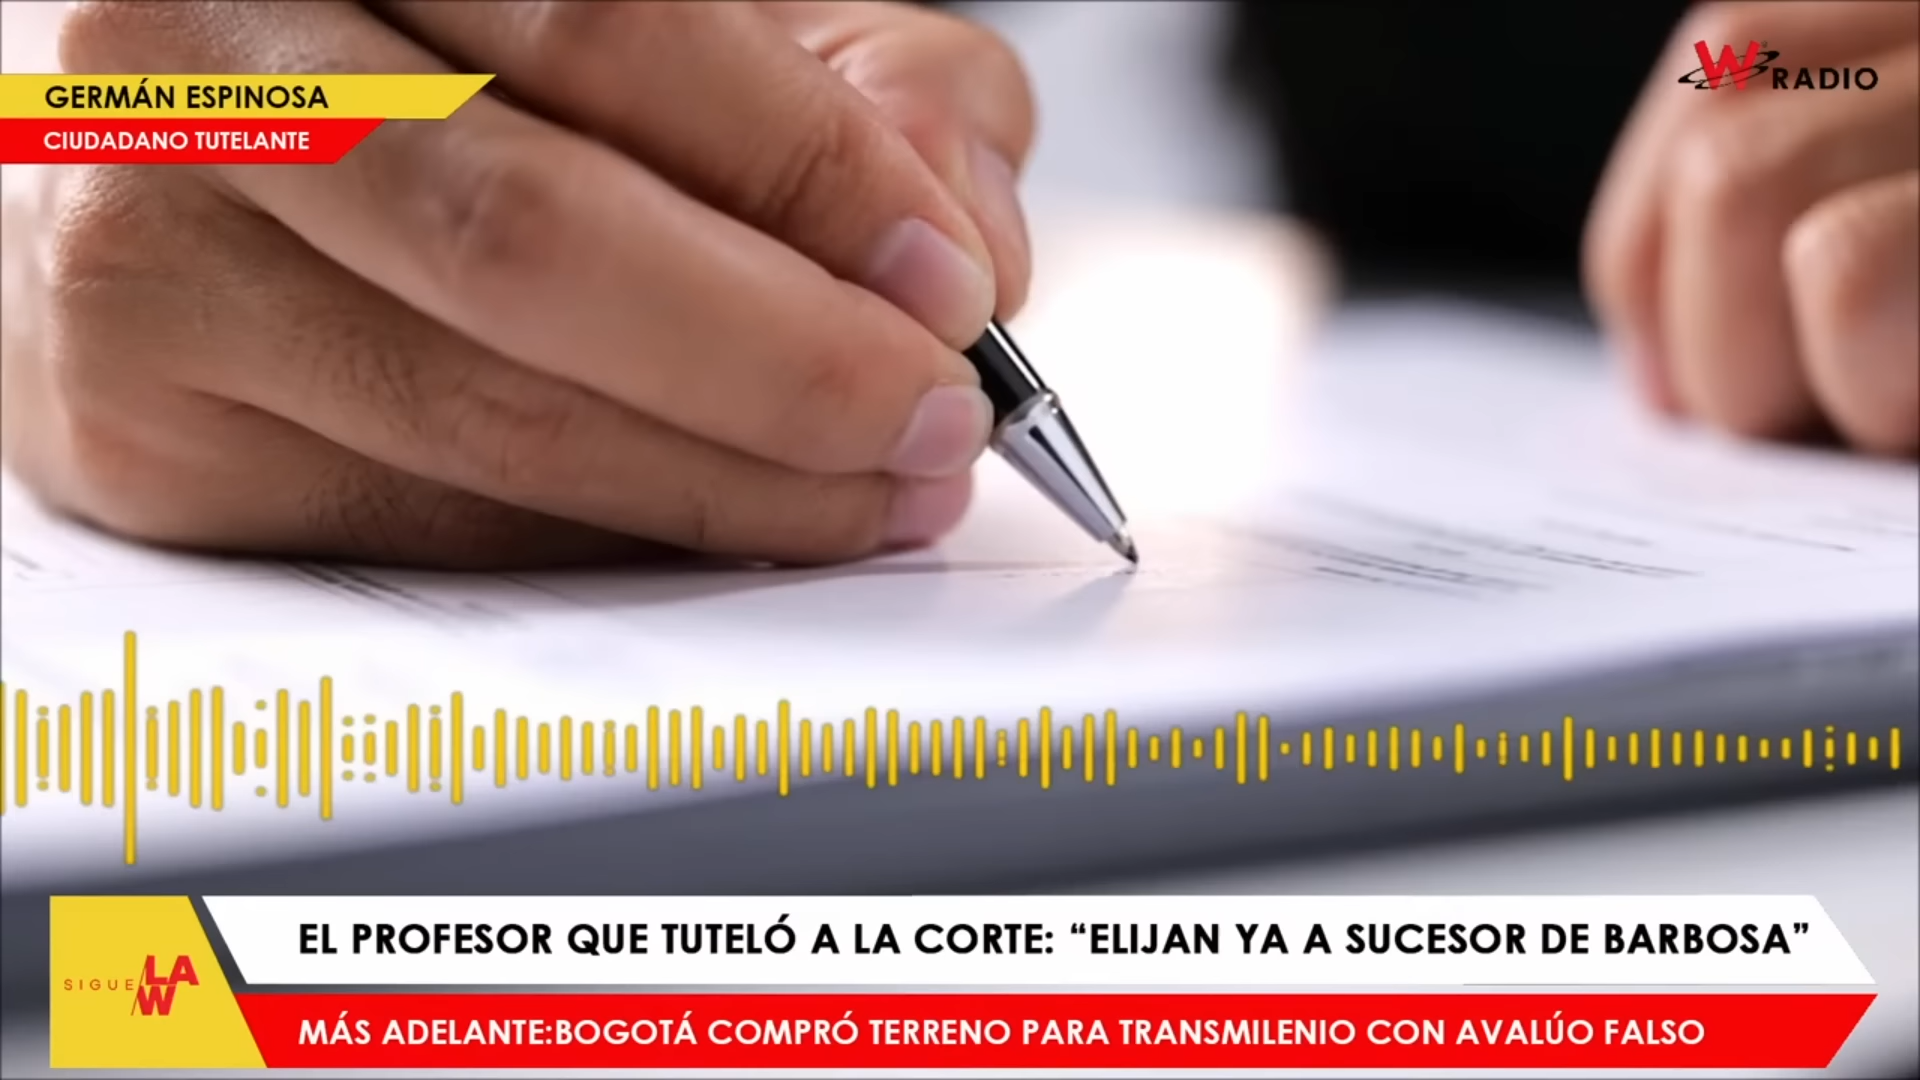 GERMÁN ESPINOSA
CIUDADANO TUTELANTE
W RADIO
EL PROFESOR QUE TUTELÓ A LA CORTE: “ELIJAN YA A SUCESOR DE BARBOSA”
SIGUE LA W
MÁS ADELANTE:BOGOTÁ COMPRÓ TERRENO PARA TRANSMILENIO CON AVALÚO FALSO